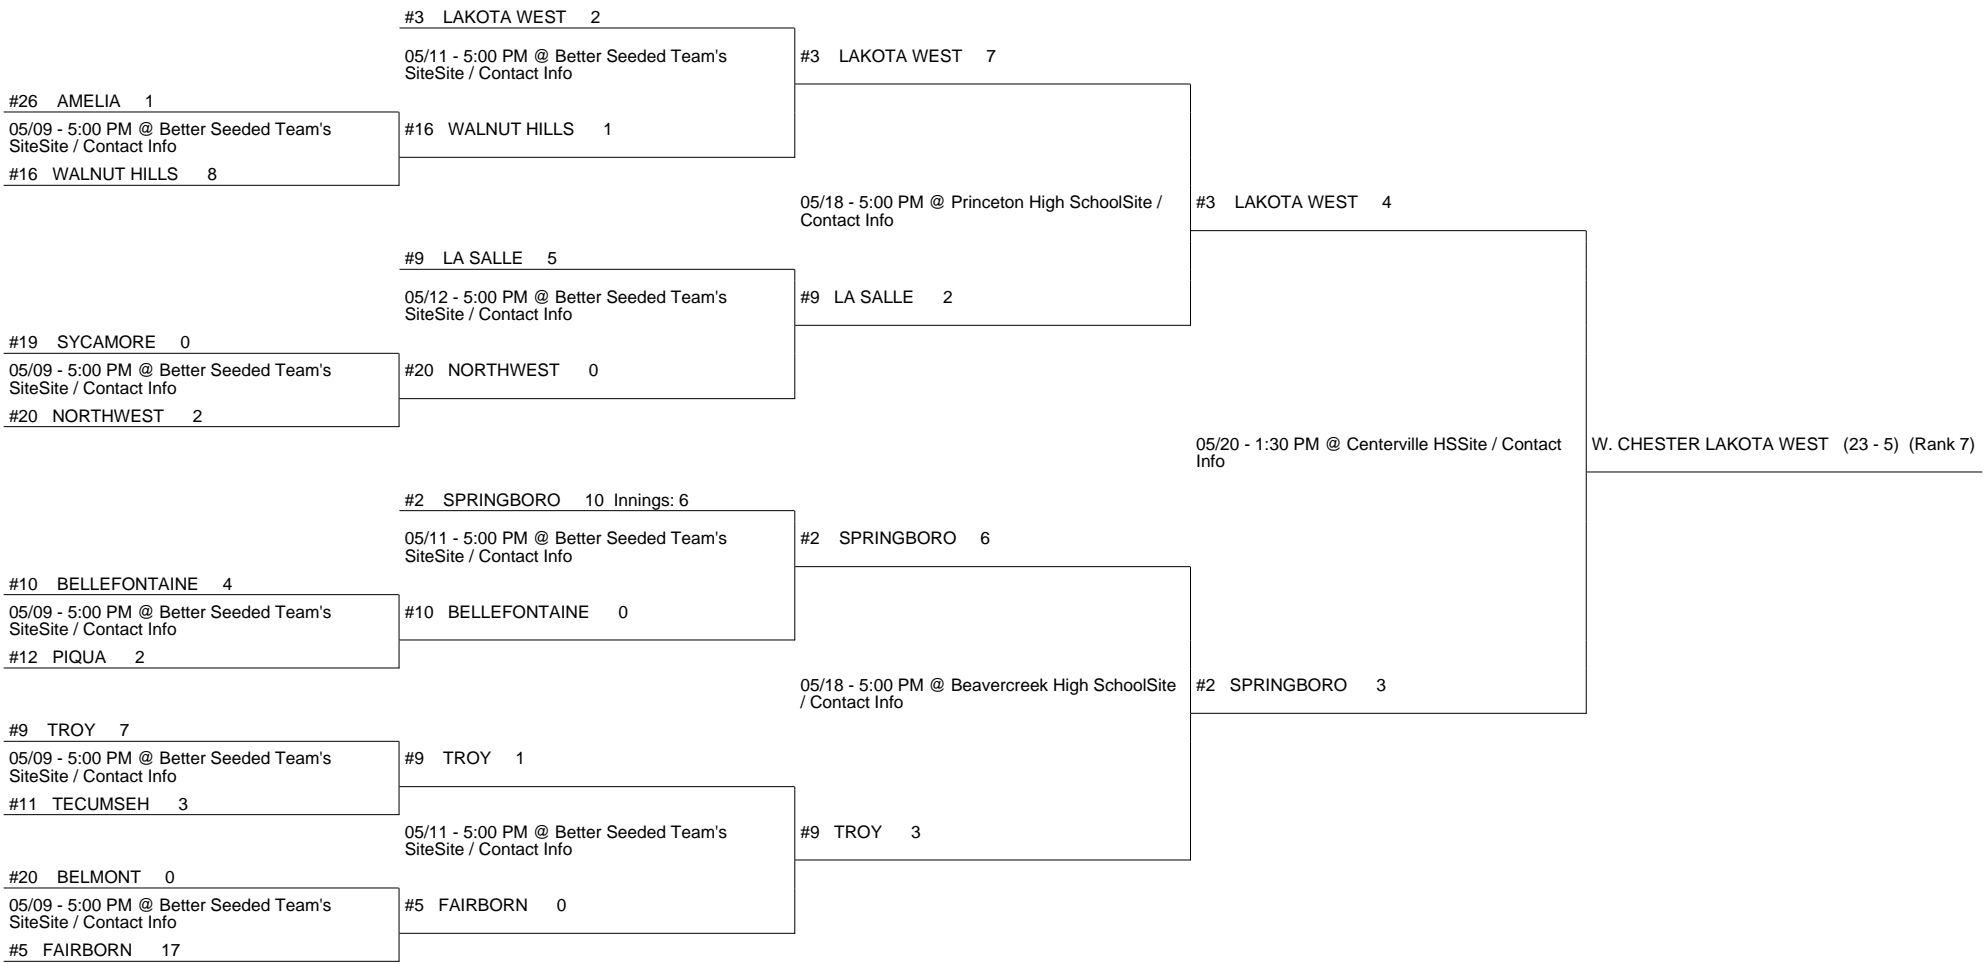 #3 LAKOTA WEST 2
05/11 - 5:00 PM @ Better Seeded Team's
SiteSite / Contact Info
#3 LAKOTA WEST 7
#26 AMELIA 1
05/09 - 5:00 PM @ Better Seeded Team's
SiteSite / Contact Info
#16 WALNUT HILLS 1
#16 WALNUT HILLS 8
05/18 - 5:00 PM @ Princeton High SchoolSite /
Contact Info
#3 LAKOTA WEST 4
#9 LA SALLE 5
05/12 - 5:00 PM @ Better Seeded Team's
SiteSite / Contact Info
#9 LA SALLE 2
#19 SYCAMORE 0
05/09 - 5:00 PM @ Better Seeded Team's
SiteSite / Contact Info
#20 NORTHWEST 0
#20 NORTHWEST 2
05/20 - 1:30 PM @ Centerville HSSite / Contact
Info
W. CHESTER LAKOTA WEST (23 - 5) (Rank 7)
#2 SPRINGBORO 10 Innings: 6
05/11 - 5:00 PM @ Better Seeded Team's
SiteSite / Contact Info
#2 SPRINGBORO 6
#10 BELLEFONTAINE 4
05/09 - 5:00 PM @ Better Seeded Team's
SiteSite / Contact Info
#10 BELLEFONTAINE 0
#12 PIQUA 2
05/18 - 5:00 PM @ Beavercreek High SchoolSite
/ Contact Info
#2 SPRINGBORO 3
#9 TROY 7
05/09 - 5:00 PM @ Better Seeded Team's
SiteSite / Contact Info
#9 TROY 1
#11 TECUMSEH 3
05/11 - 5:00 PM @ Better Seeded Team's
SiteSite / Contact Info
#9 TROY 3
#20 BELMONT 0
05/09 - 5:00 PM @ Better Seeded Team's
SiteSite / Contact Info
#5 FAIRBORN 0
#5 FAIRBORN 17